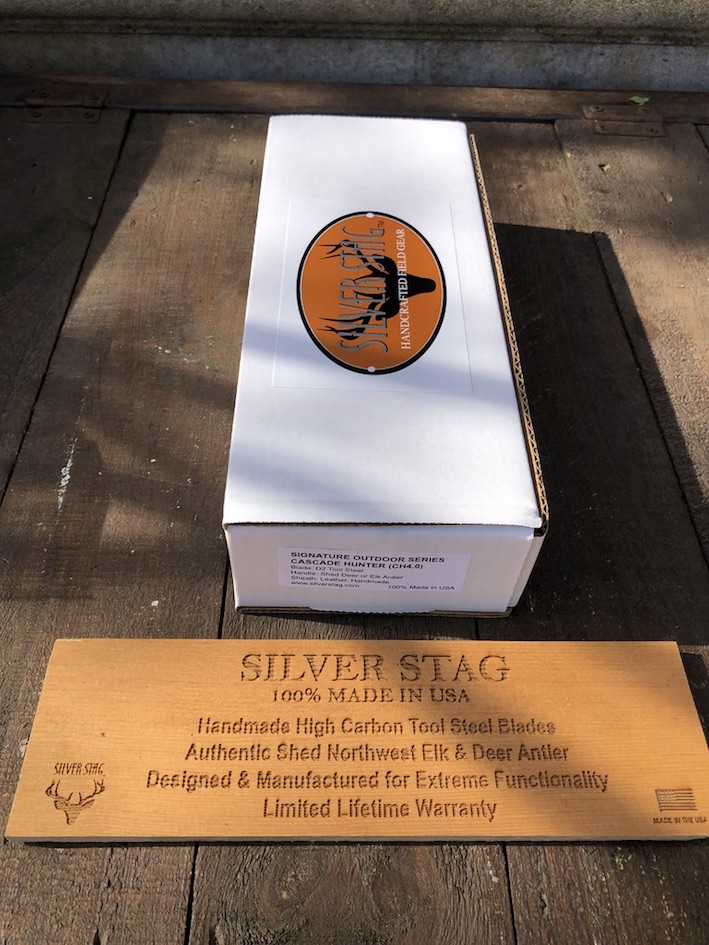 SILVER STAG™
HANDCRAFTED FIELD GEAR
SIGNATURE OUTDOOR SERIES
CASCADE HUNTER (CH4.0)
Blade: D2 Tool Steel
Handle: Shed Deer or Elk Antler
Sheath: Leather, Handmade
www.silverstag.com 100% Made in USA
SILVER STAG
100% MADE IN USA
Handmade High Carbon Tool Steel Blades
Authentic Shed Northwest Elk & Deer Antler
Designed & Manufactured for Extreme Functionality
Limited Lifetime Warranty
SILVER STAG
MADE IN THE USA